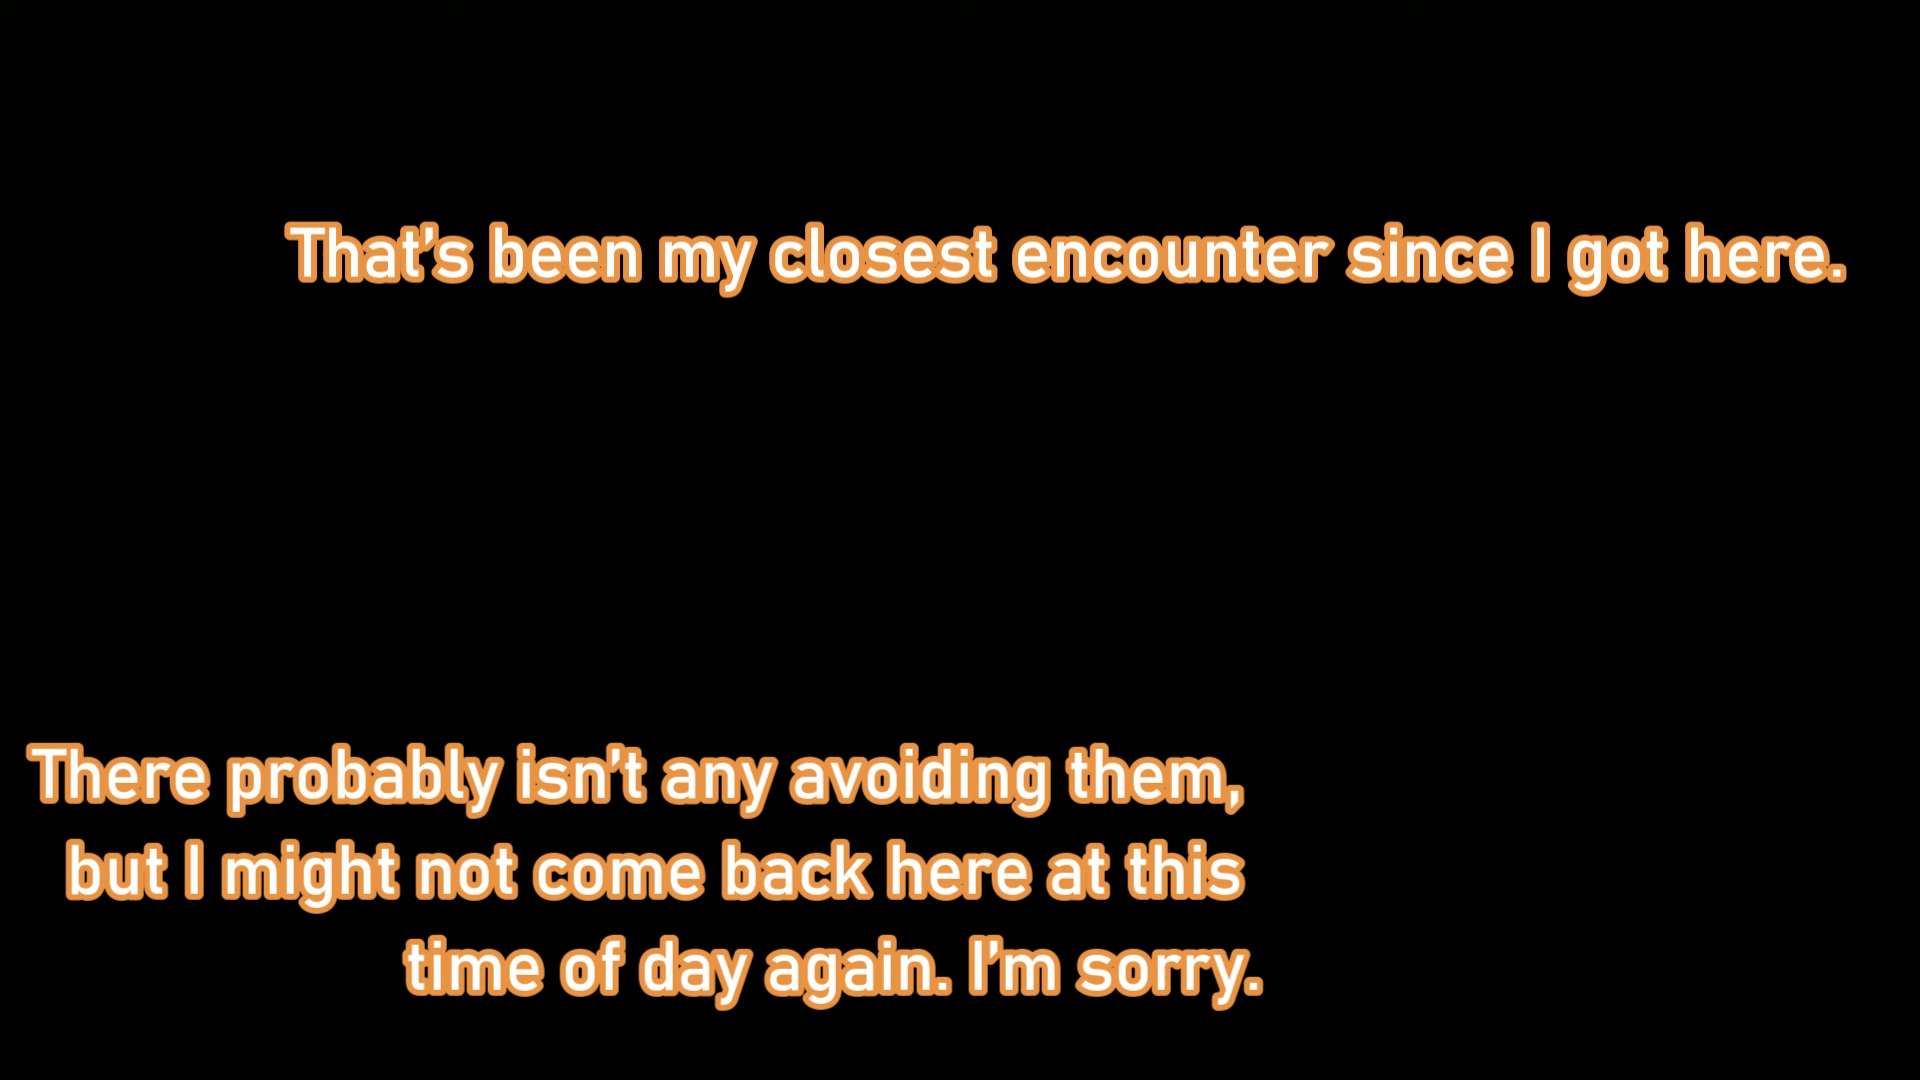 That’s been my closest encounter since I got here.
There probably isn’t any avoiding them,
but I might not come back here at this
time of day again. I’m sorry.